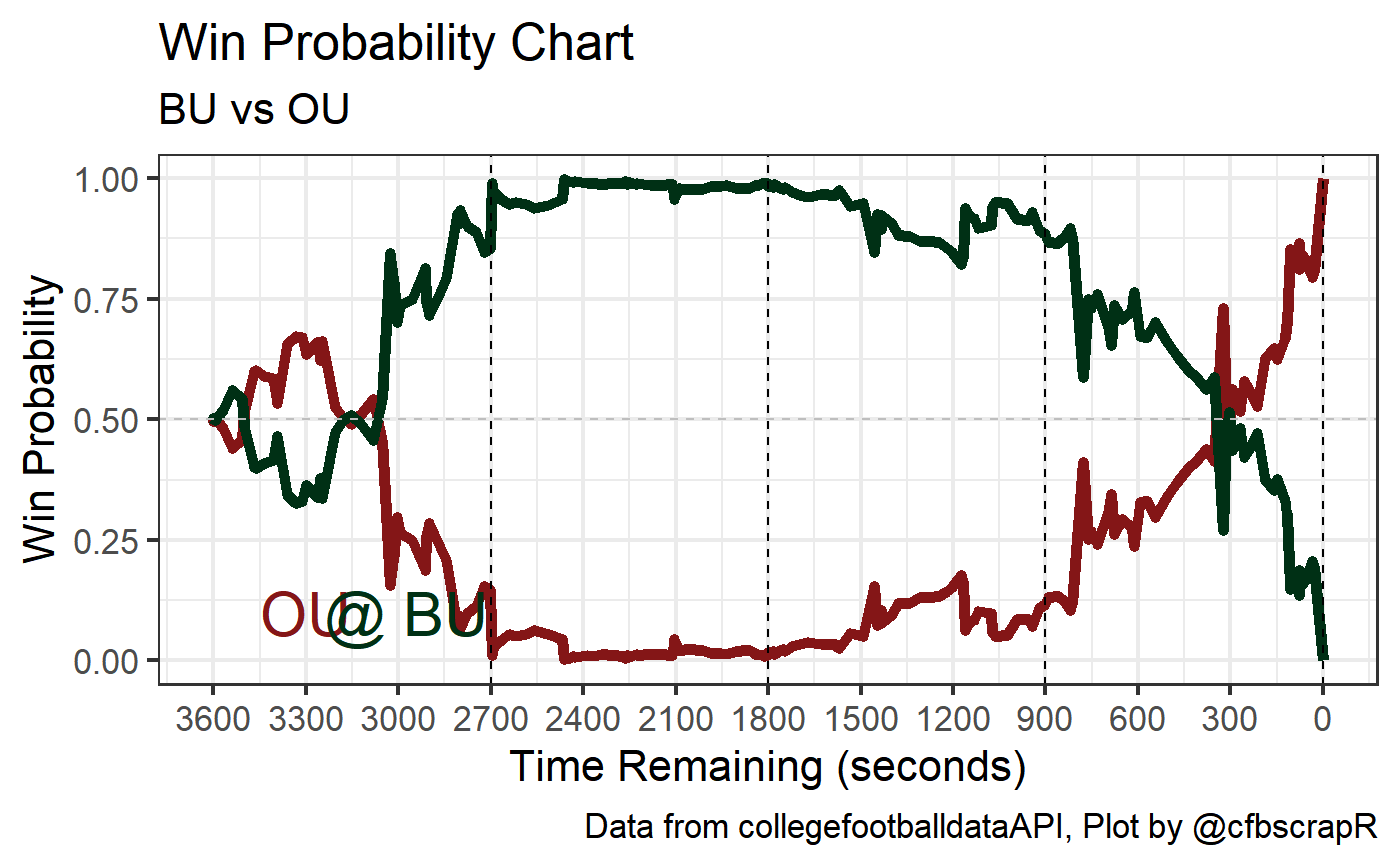 Win Probability Chart
BU vs OU
Win Probability
1.00
0.75
0.50
0.25
0.00
OU @ BU
3600 3300 3000 2700 2400 2100 1800 1500 1200 900 600 300 0
Time Remaining (seconds)
Data from collegefootballdataAPI, Plot by @cfbscrapR